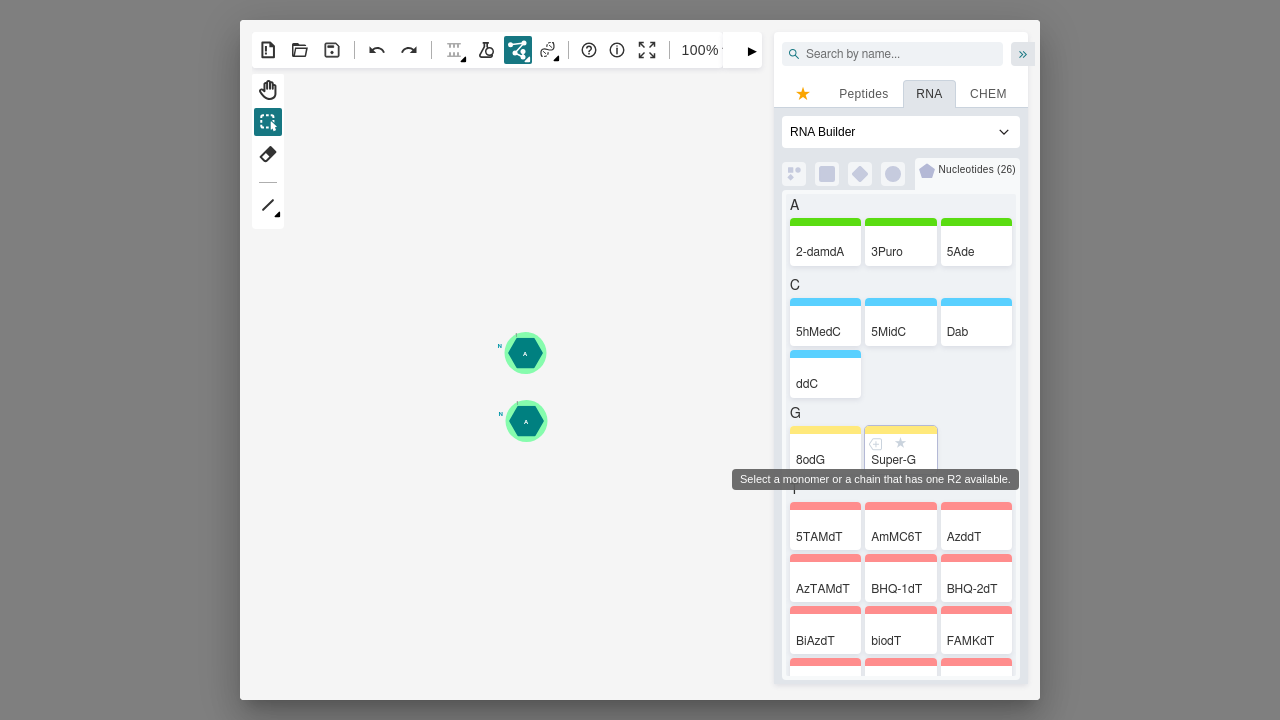 100%
Search by name...
Peptides
RNA
CHEM
RNA Builder
Nucleotides (26)
A
2-damdA
3Puro
5Ade
C
5hMedC
5MidC
Dab
ddC
G
8odG
Super-G
Select a monomer or a chain that has one R2 available.
5TAMdT
AmMC6T
AzddT
AzTAMdT
BHQ-1dT
BHQ-2dT
BiAzdT
biodT
FAMKdT
N
1
A
N
1
A